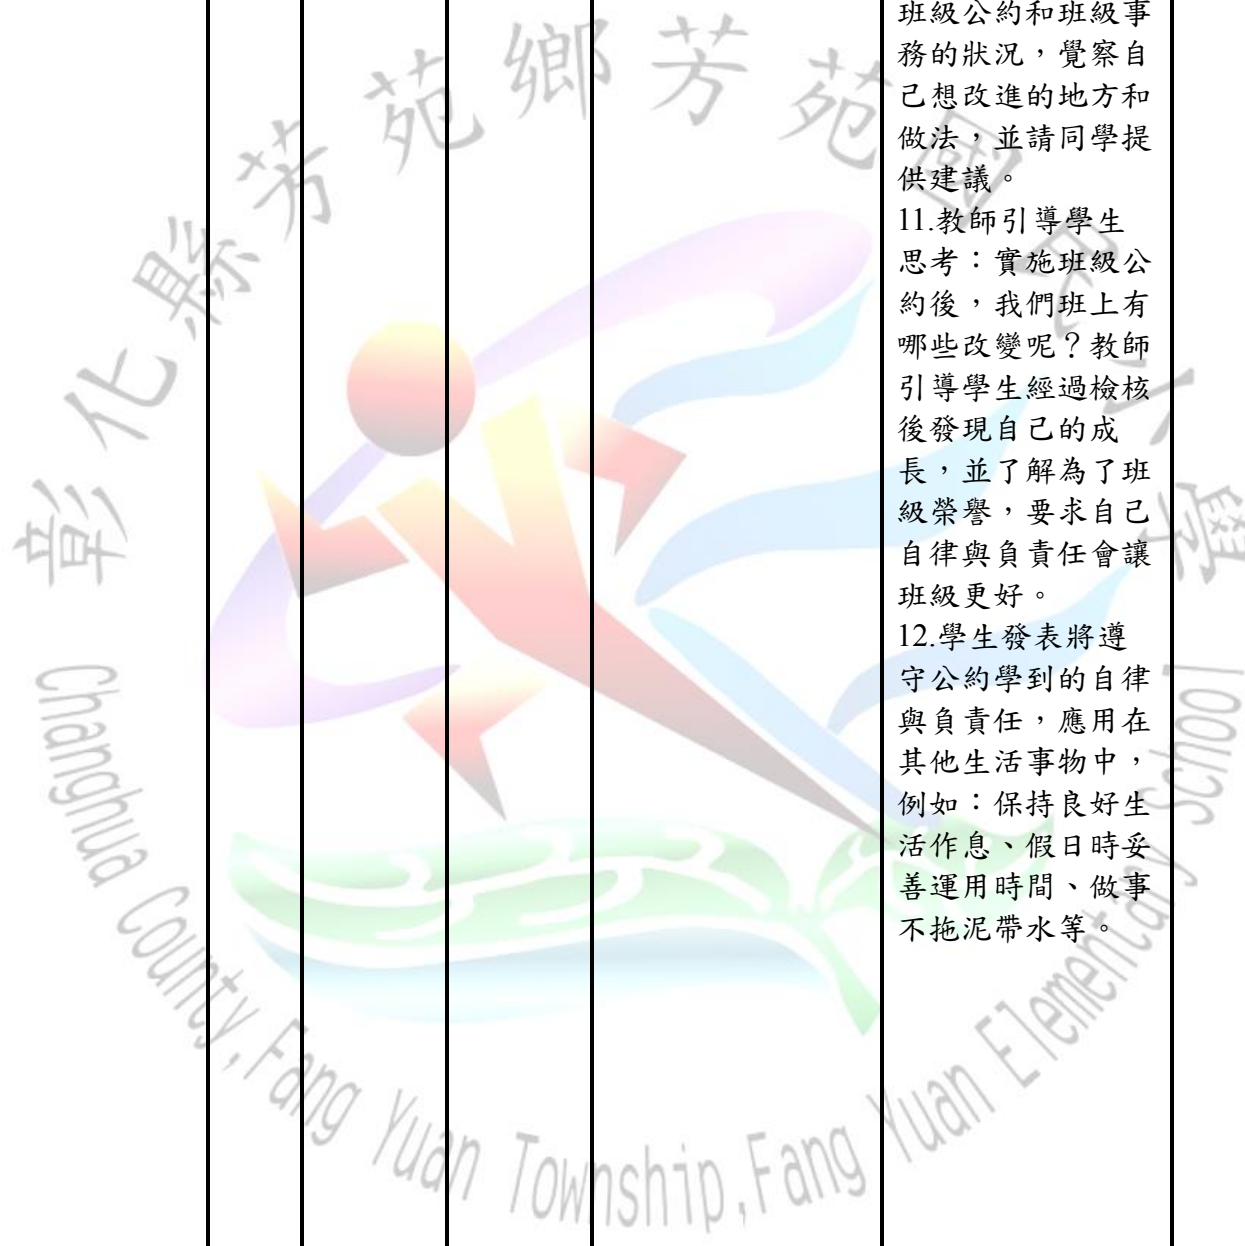 班級公約和班級事
務的狀況，覺察自
己想改進的地方和
做法，並請同學提
供建議。
11.教師引導學生
思考：實施班級公
約後，我們班上有
哪些改變呢？教師
引導學生經過檢核
後發現自己的成
長，並了解為了班
級榮譽，要求自己
自律與負責任會讓
班級更好。
12.學生發表將遵
守公約學到的自律
與負責任，應用在
其他生活事物中，
例如：保持良好生
活作息、假日時妥
善運用時間、做事
不拖泥帶水等。
彰化縣芳苑鄉芳苑國民小學
Changhua County, Fang Yuan Township, Fang Yuan Elementary School